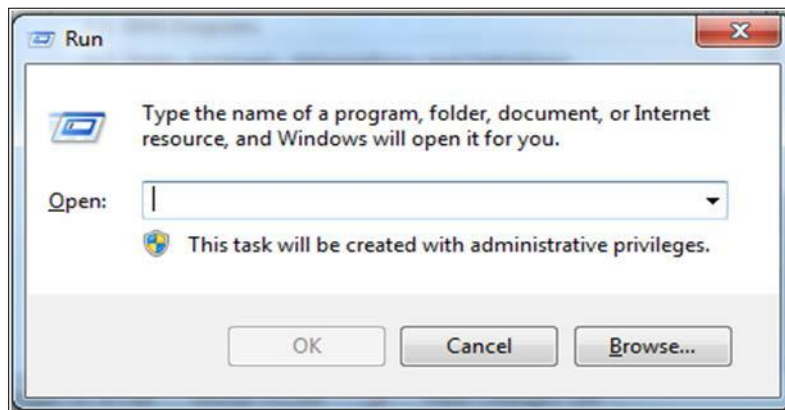 Run
Type the name of a program, folder, document, or Internet
resource, and Windows will open it for you.
Open:
This task will be created with administrative privileges.
OK
Cancel
Browse...